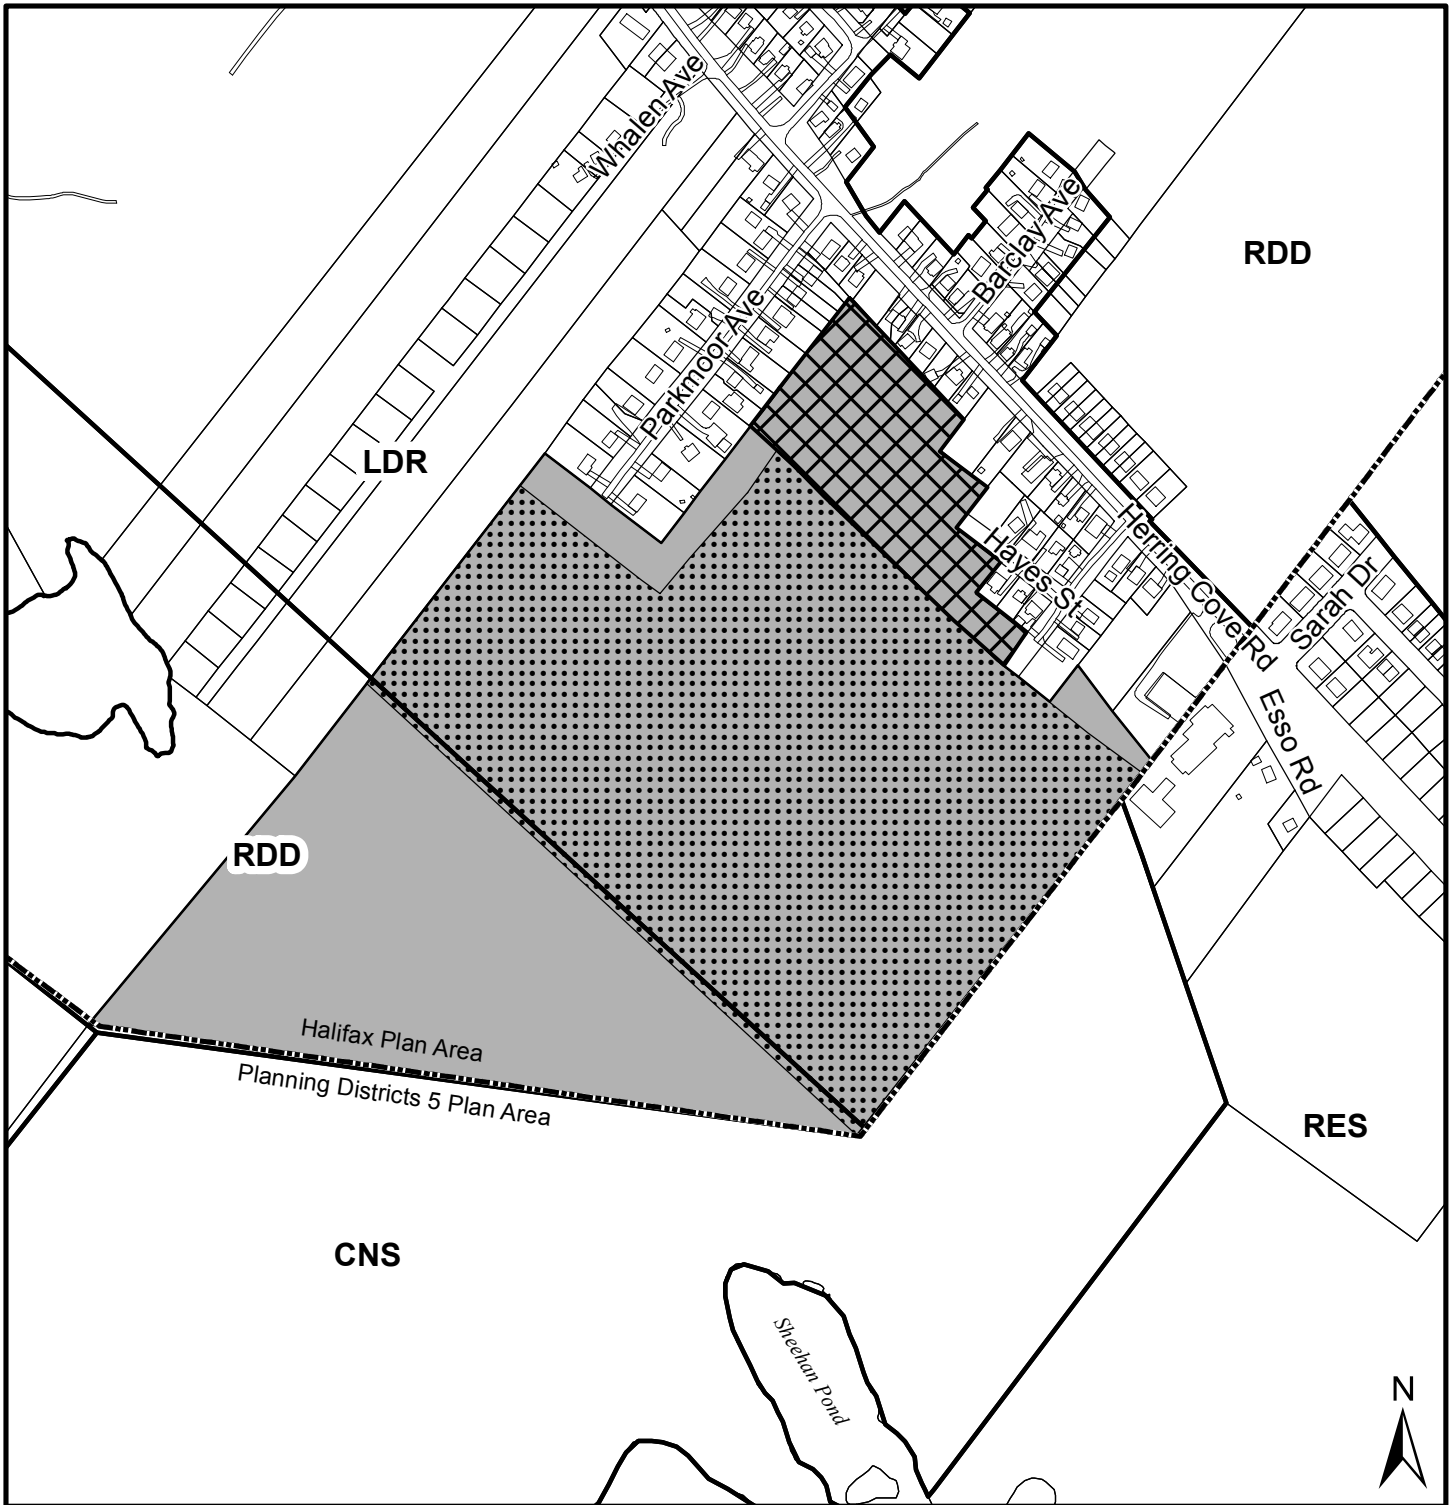 Whalen Ave
Barclay Ave
RDD
Parkmoor Ave
LDR
Herring Cove Rd
Hayes St
Sarah Dr
Esso Rd
RDD
Halifax Plan Area
Planning Districts 5 Plan Area
RES
CNS
Sheehan Pond
N